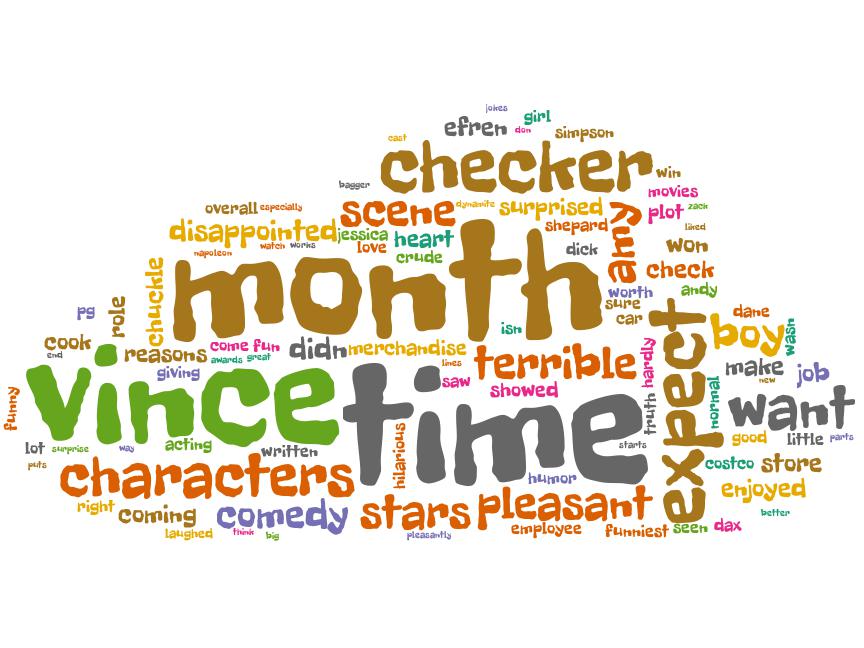 jokes
girl
efren
don
simpson
cast
checker
win
bagger
movies
overall
especially
scene
dynamite
surprised
plot
zack
disappointed
jessica
heart
shepard
amy
liked
love
watch
works
napoleon
crude
dick
won
month
chuckle
check
worth
andy
sure
car
pg
role
isn
expect
dane
boy
wasn
cook
end
reasons
come fun
awards
great
didn
merchandise
lines
terrible
hardly
make
new
job
vince
giving
saw
showed
time
truth
normal
want
funny
lot
surprise
way
acting
written
hilarious
starts
good
little
parts
puts
characters
humor
costco
store
enjoyed
right
coming
comedy
stars
pleasant
better
laughed
think
big
pleasantly
employee
funniest
seen
dax